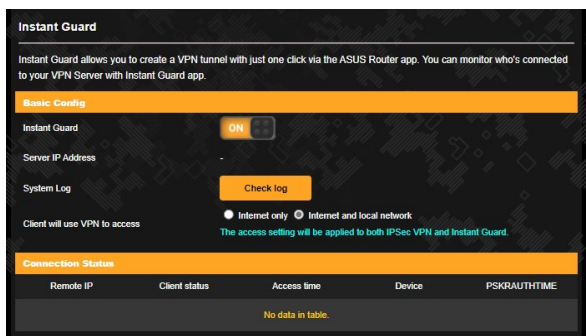 Instant Guard
Instant Guard allows you to create a VPN tunnel with just one click via the ASUS Router app. You can monitor who's connected
to your VPN Server with Instant Guard app.
Basic Config
Instant Guard ON
Server IP Address -
System Log Check log
Client will use VPN to access Internet only Internet and local network
The access setting will be applied to both IPSec VPN and Instant Guard.
Connection Status
Remote IP Client status Access time Device PSKRAUTHTIME
No data in table.